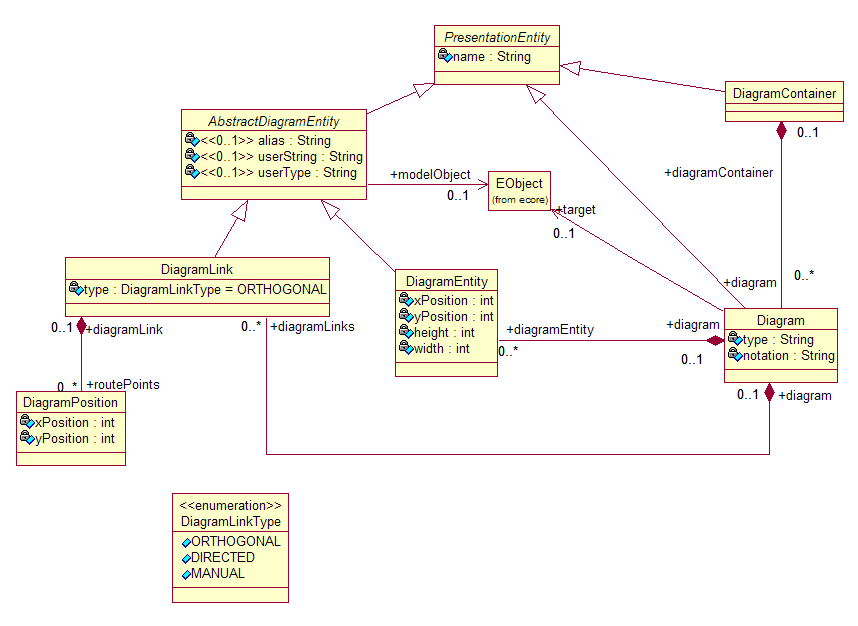 PresentationEntity
name : String
DiagramContainer
0..1
+diagramContainer
AbstractDiagramEntity
<<0..1>> alias : String
<<0..1>> userString : String
<<0..1>> userType : String
+modelObject
0..1
EObject
(from ecore)
+target
0..1
DiagramLink
type : DiagramLinkType = ORTHOGONAL
0..1
+diagramLink
0..*
+diagramLinks
DiagramEntity
xPosition : int
yPosition : int
height : int
width : int
+diagramEntity
0..*
+diagram
0..*
+diagram
0..1
Diagram
type : String
notation : String
0..1
+diagram
0..*
+routePoints
DiagramPosition
xPosition : int
yPosition : int
<<enumeration>>
DiagramLinkType
ORTHOGONAL
DIRECTED
MANUAL